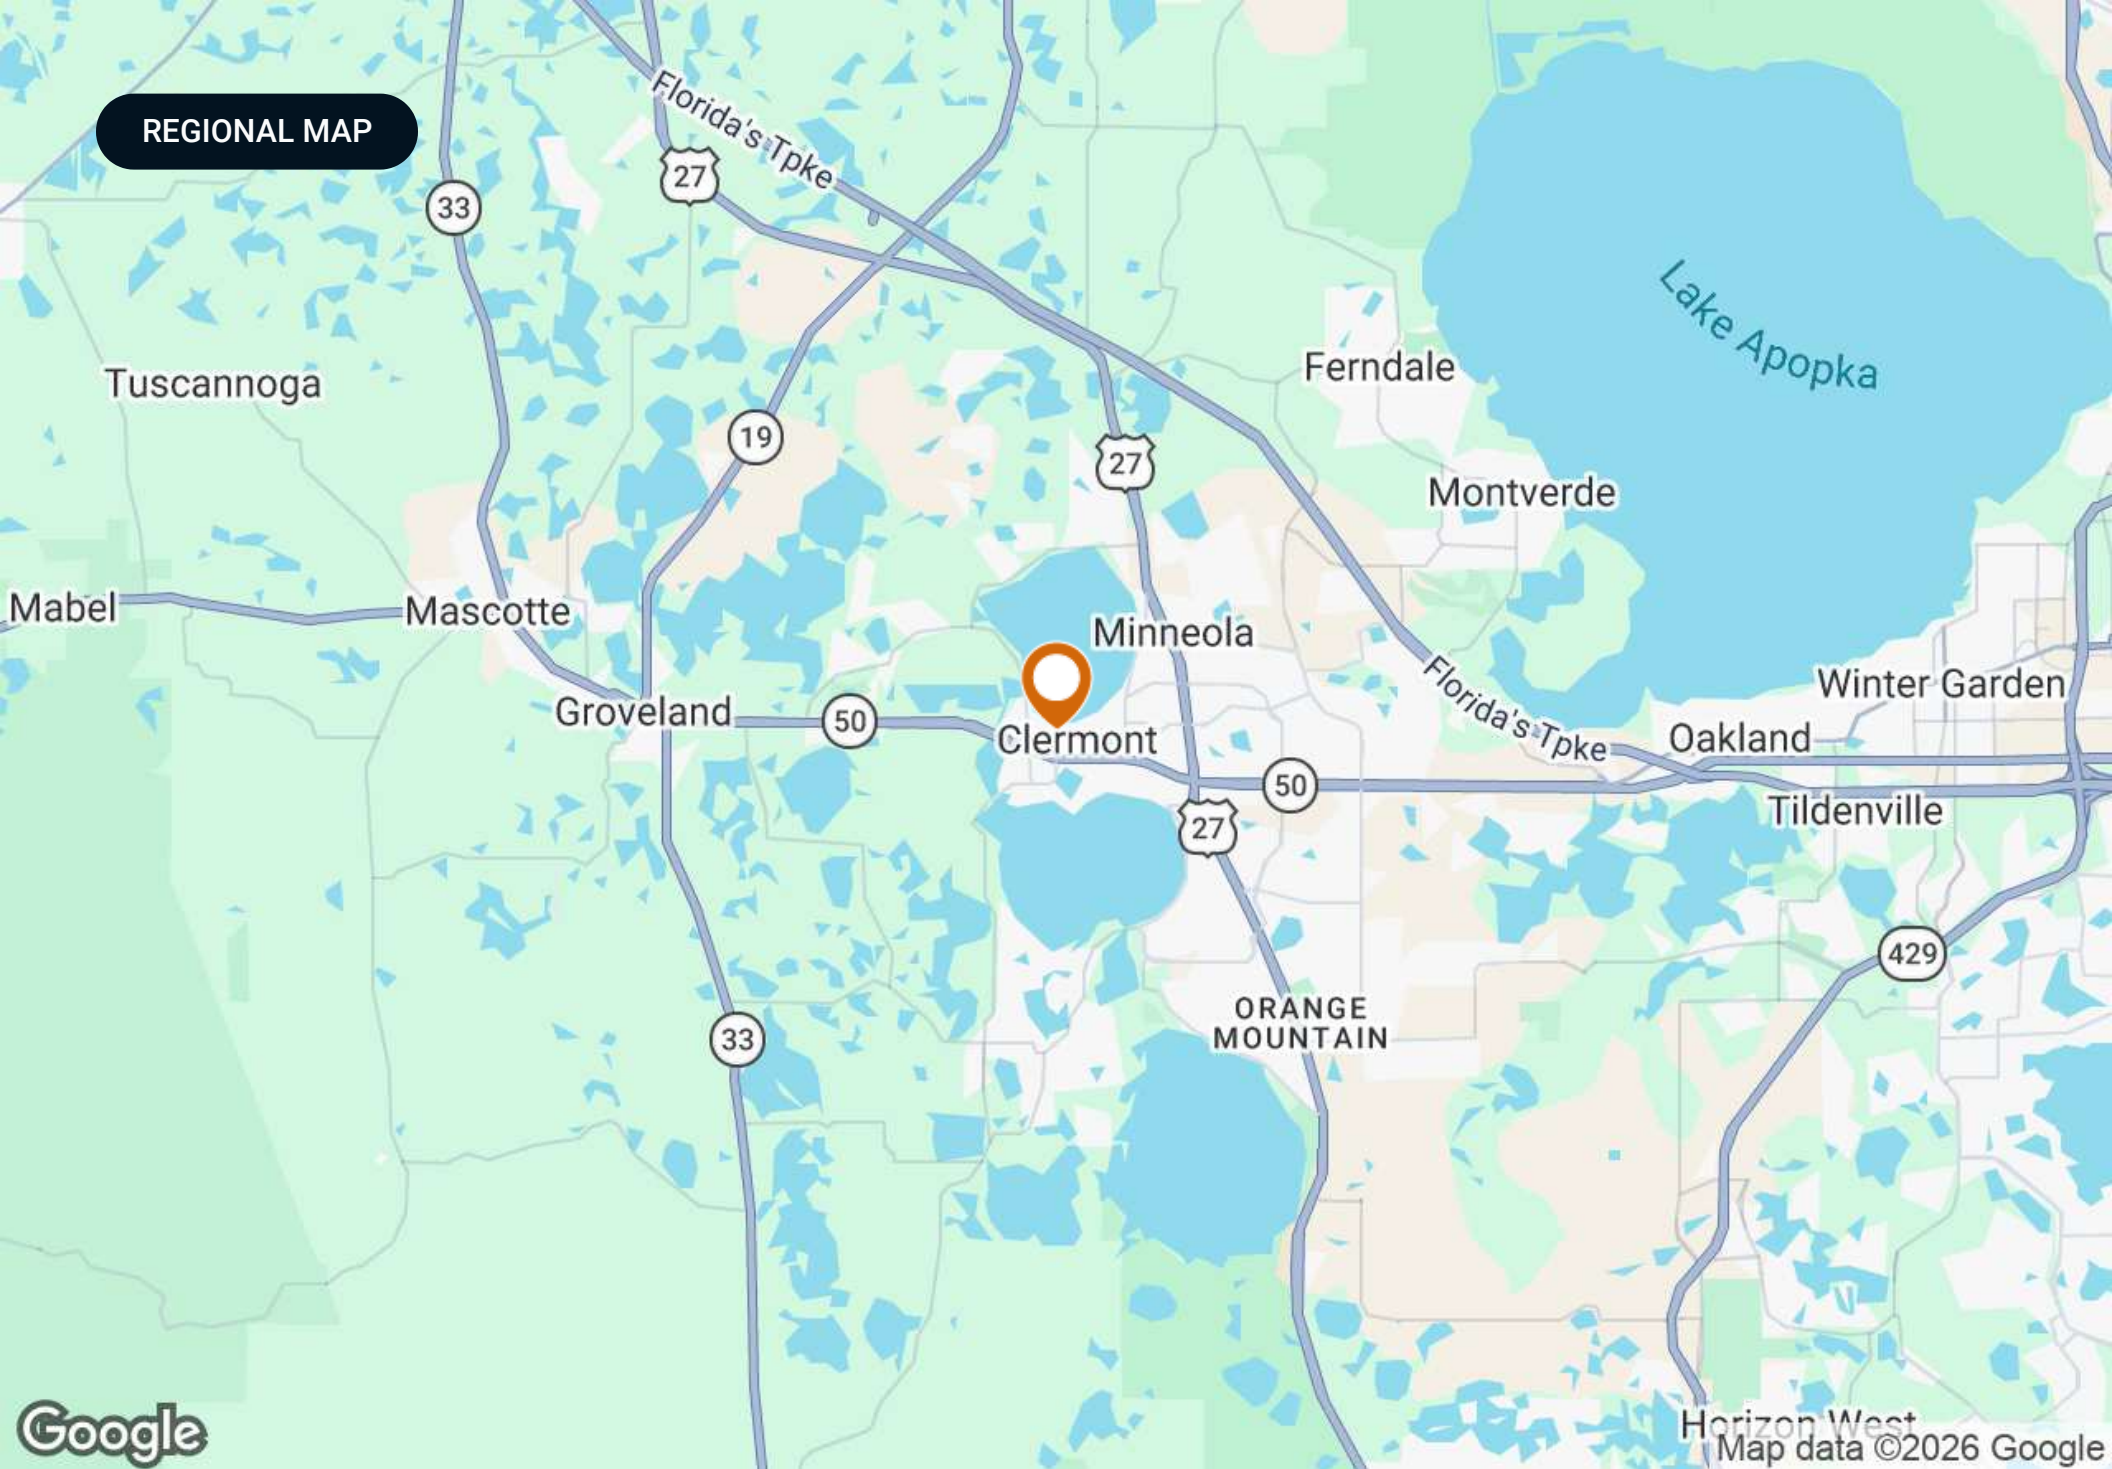 Florida's Tpke
REGIONAL MAP
27
33
Lake Apopka
Ferndale
Tuscannoga
19
27
Montverde
Mabel
Mascotte
Minneola
Winter Garden
Groveland
50
Florida's Tpke
Clermont
Oakland
50
Tildenville
27
429
ORANGE
MOUNTAIN
33
Horizon West
Google
Map data ©2026 Google